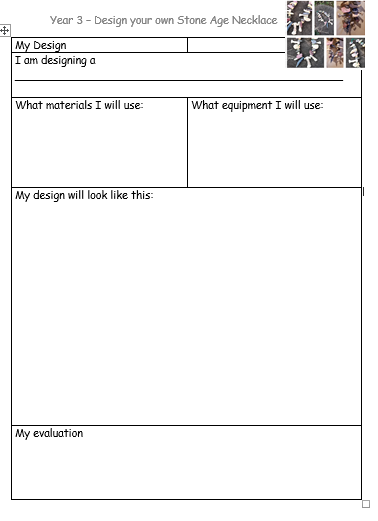 Year 3 – Design your own Stone Age Necklace
My Design
I am designing a
What materials I will use:
What equipment I will use:
My design will look like this:
My evaluation